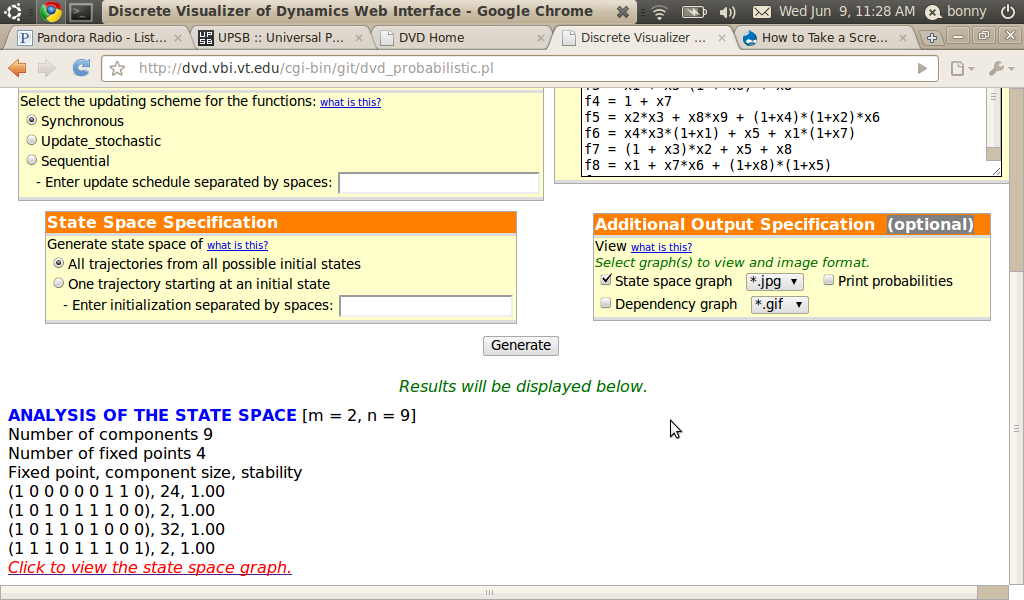 Discrete Visualizer of Dynamics Web Interface - Google Chrome
Wed Jun 9, 11:28 AM
bonny
Pandora Radio - List...
UPSB :: Universal P...
DVD Home
Discrete Visualizer ...
How to Take a Scre...
http://dvd.vbi.vt.edu/cgi-bin/git/dvd_probabilistic.pl
Select the updating scheme for the functions: what is this?
Synchronous
Update_stochastic
Sequential
- Enter update schedule separated by spaces:
f4 = 1 + x7
f5 = x2*x3 + x8*x9 + (1+x4)*(1+x2)*x6
f6 = x4*x3*(1+x1) + x5 + x1*(1+x7)
f7 = (1 + x3)*x2 + x5 + x8
f8 = x1 + x7*x6 + (1+x8)*(1+x5)
State Space Specification
Generate state space of what is this?
All trajectories from all possible initial states
One trajectory starting at an initial state
- Enter initialization separated by spaces:
Additional Output Specification (optional)
View what is this?
Select graph(s) to view and image format.
State space graph *.jpg Print probabilities
Dependency graph *.gif
Generate
Results will be displayed below.
ANALYSIS OF THE STATE SPACE [m = 2, n = 9]
Number of components 9
Number of fixed points 4
Fixed point, component size, stability
(1 0 0 0 0 0 1 1 0), 24, 1.00
(1 0 1 0 1 1 1 0 0), 2, 1.00
(1 0 1 1 0 1 0 0 0), 32, 1.00
(1 1 1 0 1 1 1 0 1), 2, 1.00
Click to view the state space graph.